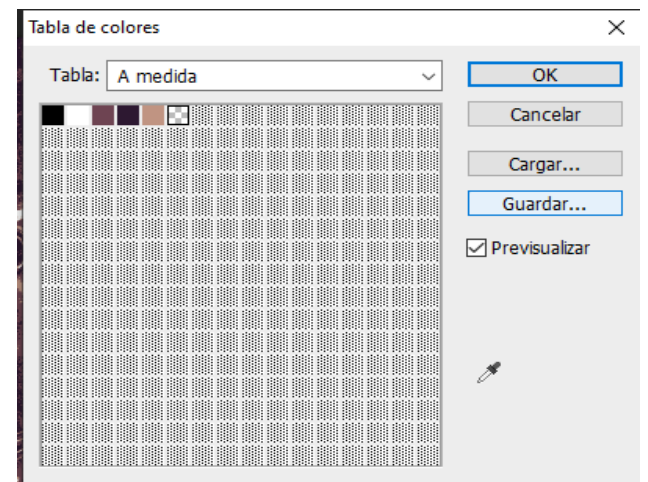 Tabla de colores
Tabla: A medida
OK
Cancelar
Cargar...
Guardar...
Previsualizar